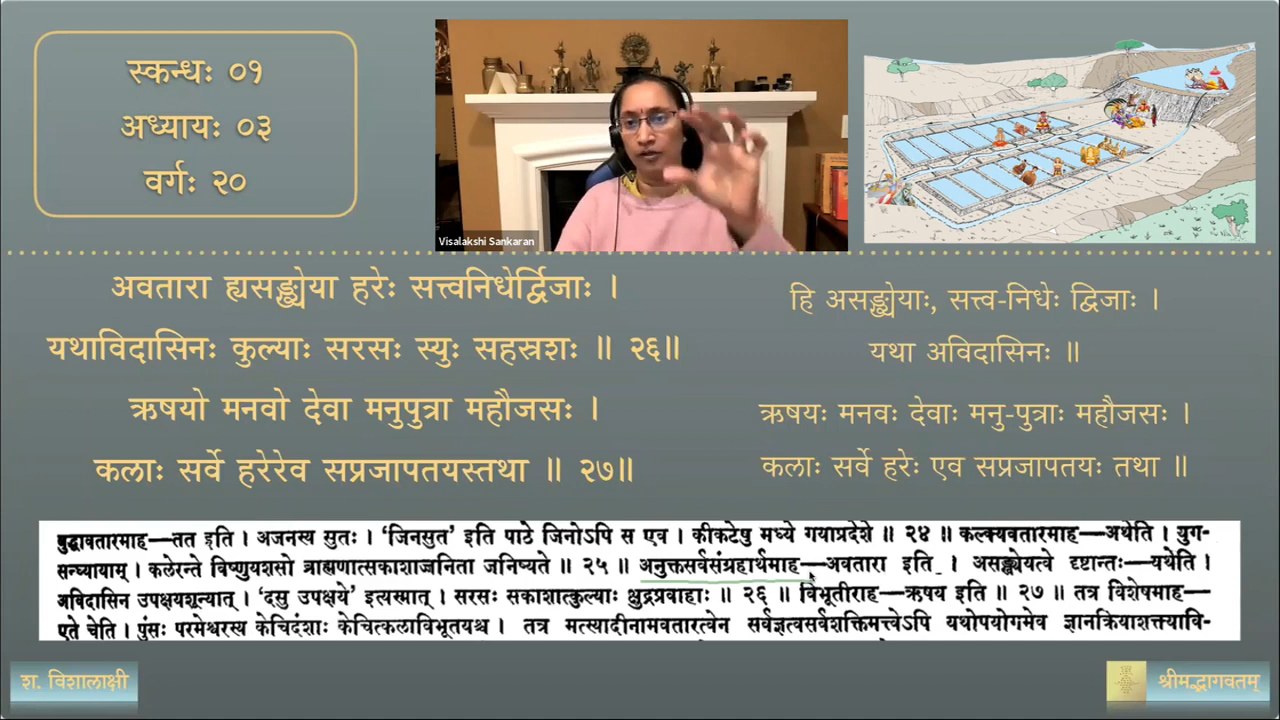 स्कन्धः ०१
अध्यायः ०३
वर्गः २०
Visalakshi Sankaran
अवतारा ह्यसङ्ख्येया हरेः सत्त्वनिधेर्द्विजाः ।
यथाविदासिनः कुल्याः सरसः स्युः सहस्रशः ॥ २६॥
ऋषयो मनवो देवा मनुपुत्रा महौजसः ।
कलाः सर्वे हरेरेव सप्रजापतयस्तथा ॥ २७॥
हि असङ्ख्येयाः, सत्त्व-निधेः द्विजाः ।
यथा अविदासिनः ॥
ऋषयः मनवः देवाः मनु-पुत्राः महौजसः ।
कलाः सर्वे हरेः एव सप्रजापतयः तथा ॥
बुद्धावतारमाह—तत इति । अजनस्य सुतः । 'जिनसुत' इति पाठे जिनोऽपि स एव । कीकटेषु मध्ये गयाप्रदेशे ॥ २४ ॥ कल्क्यवतारमाह—अथेति । युग-
सन्ध्यायाम् । कलेरन्ते विष्णुयशसो ब्राह्मणात्सकाशाज्जनिता जनिष्यते ॥ २५ ॥ अनुक्तसर्वसंग्रहार्थमाह—अवतारा इति । असङ्ख्येयत्वे दृष्टान्तः—यथेति ।
अविदासिन उपक्षयशून्यात् । 'दसु उपक्षये' इत्यस्मात् । सरसः सकाशात्कुल्याः क्षुद्रप्रवाहाः ॥ २६ ॥ विभूतीराह—ऋषय इति ॥ २७ ॥ तत्र विशेषमाह—
एते चेति । पुंसः परमेश्वरस्य केचिदंशाः केचित्कलाविभूतयश्च । तत्र मत्स्यादीनामवतारत्वेन सर्वज्ञत्वसर्वशक्तिमत्त्वेऽपि यथोपयोगमेव ज्ञानक्रियाशक्त्यावि-
श. विशालाक्षी
श्रीमद्भागवतम्